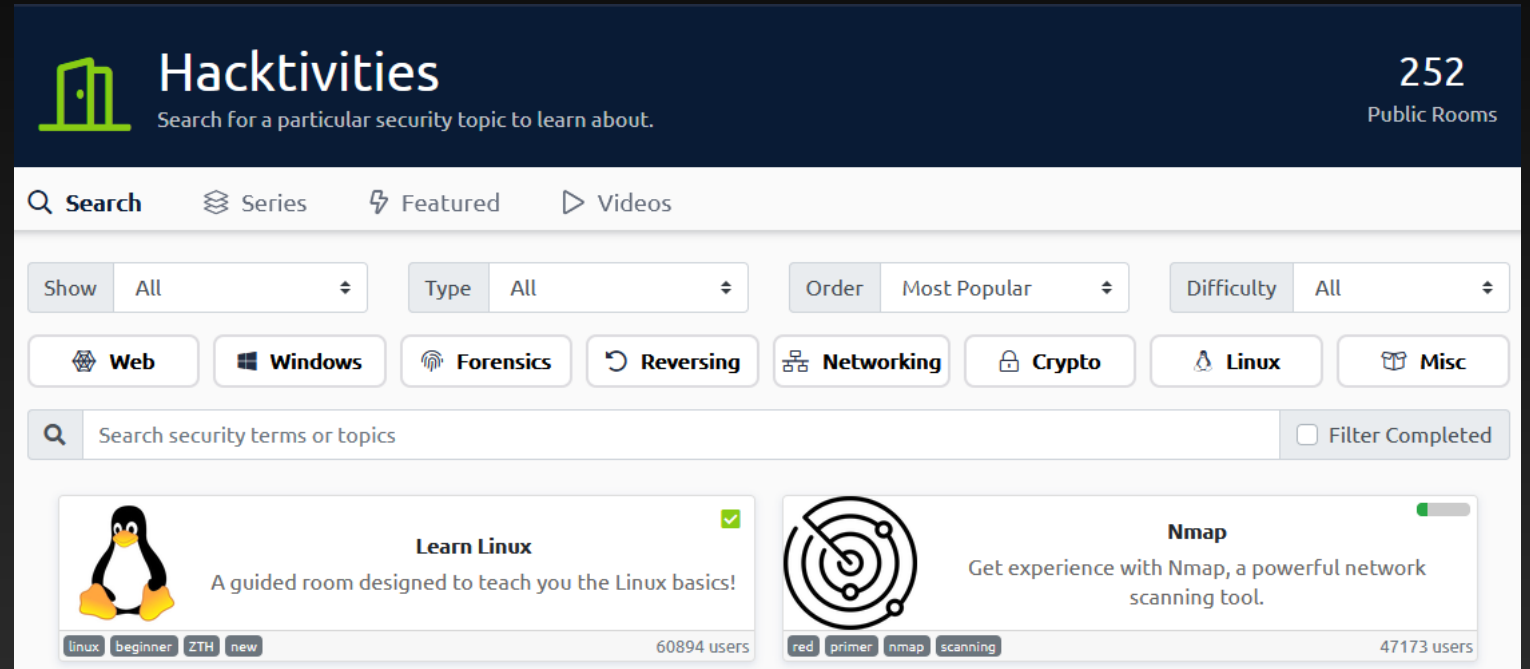 Hacktivities
Search for a particular security topic to learn about.
252
Public Rooms
Search Series Featured Videos
Show All Type All Order Most Popular Difficulty All
Web Windows Forensics Reversing Networking Crypto Linux Misc
Search security terms or topics Filter Completed
Learn Linux
A guided room designed to teach you the Linux basics!
linux beginner ZTH new 60894 users
Nmap
Get experience with Nmap, a powerful network
scanning tool.
red primer nmap scanning 47173 users